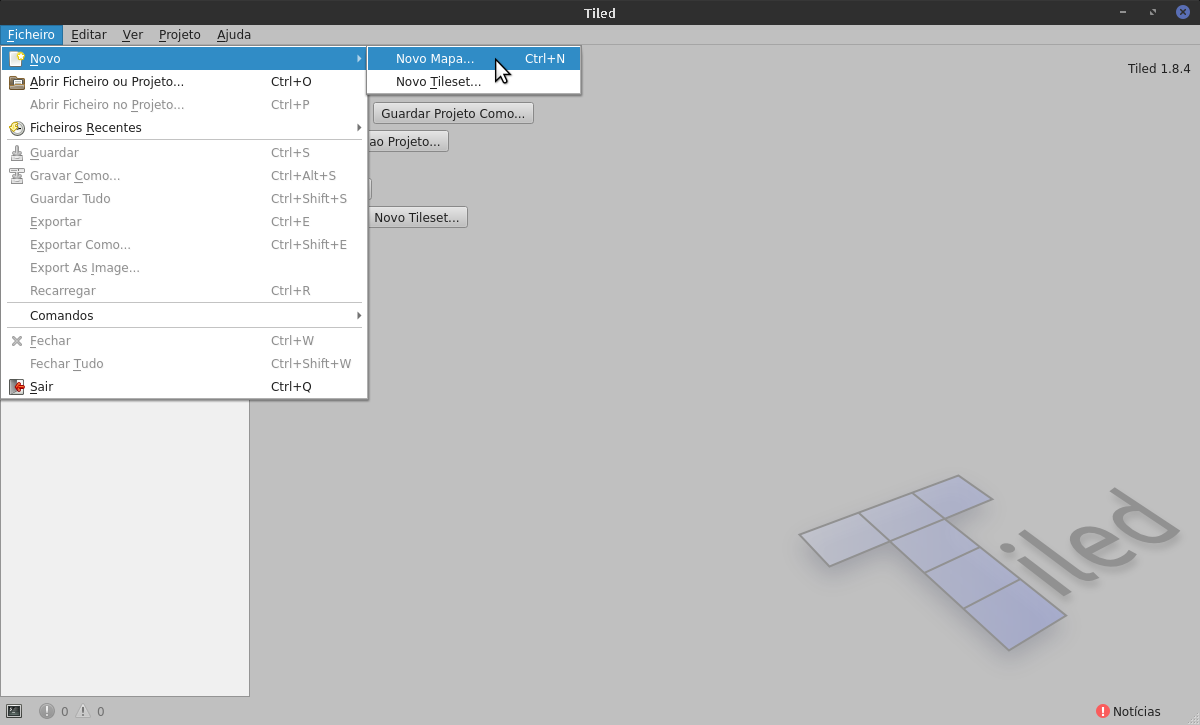 Tiled
Ficheiro Editar Ver Projeto Ajuda
Novo
Novo Mapa... Ctrl+N
Tiled 1.8.4
Abrir Ficheiro ou Projeto... Ctrl+O
Novo Tileset...
Abrir Ficheiro no Projeto... Ctrl+P
Guardar Projeto Como...
Ficheiros Recentes
ao Projeto...
Guardar Ctrl+S
Gravar Como... Ctrl+Alt+S
Guardar Tudo Ctrl+Shift+S
Novo Tileset...
Exportar Ctrl+E
Exportar Como... Ctrl+Shift+E
Export As Image...
Recarregar Ctrl+R
Comandos
Fechar Ctrl+W
Fechar Tudo Ctrl+Shift+W
Sair Ctrl+Q
Tiled
0 0
Notícias